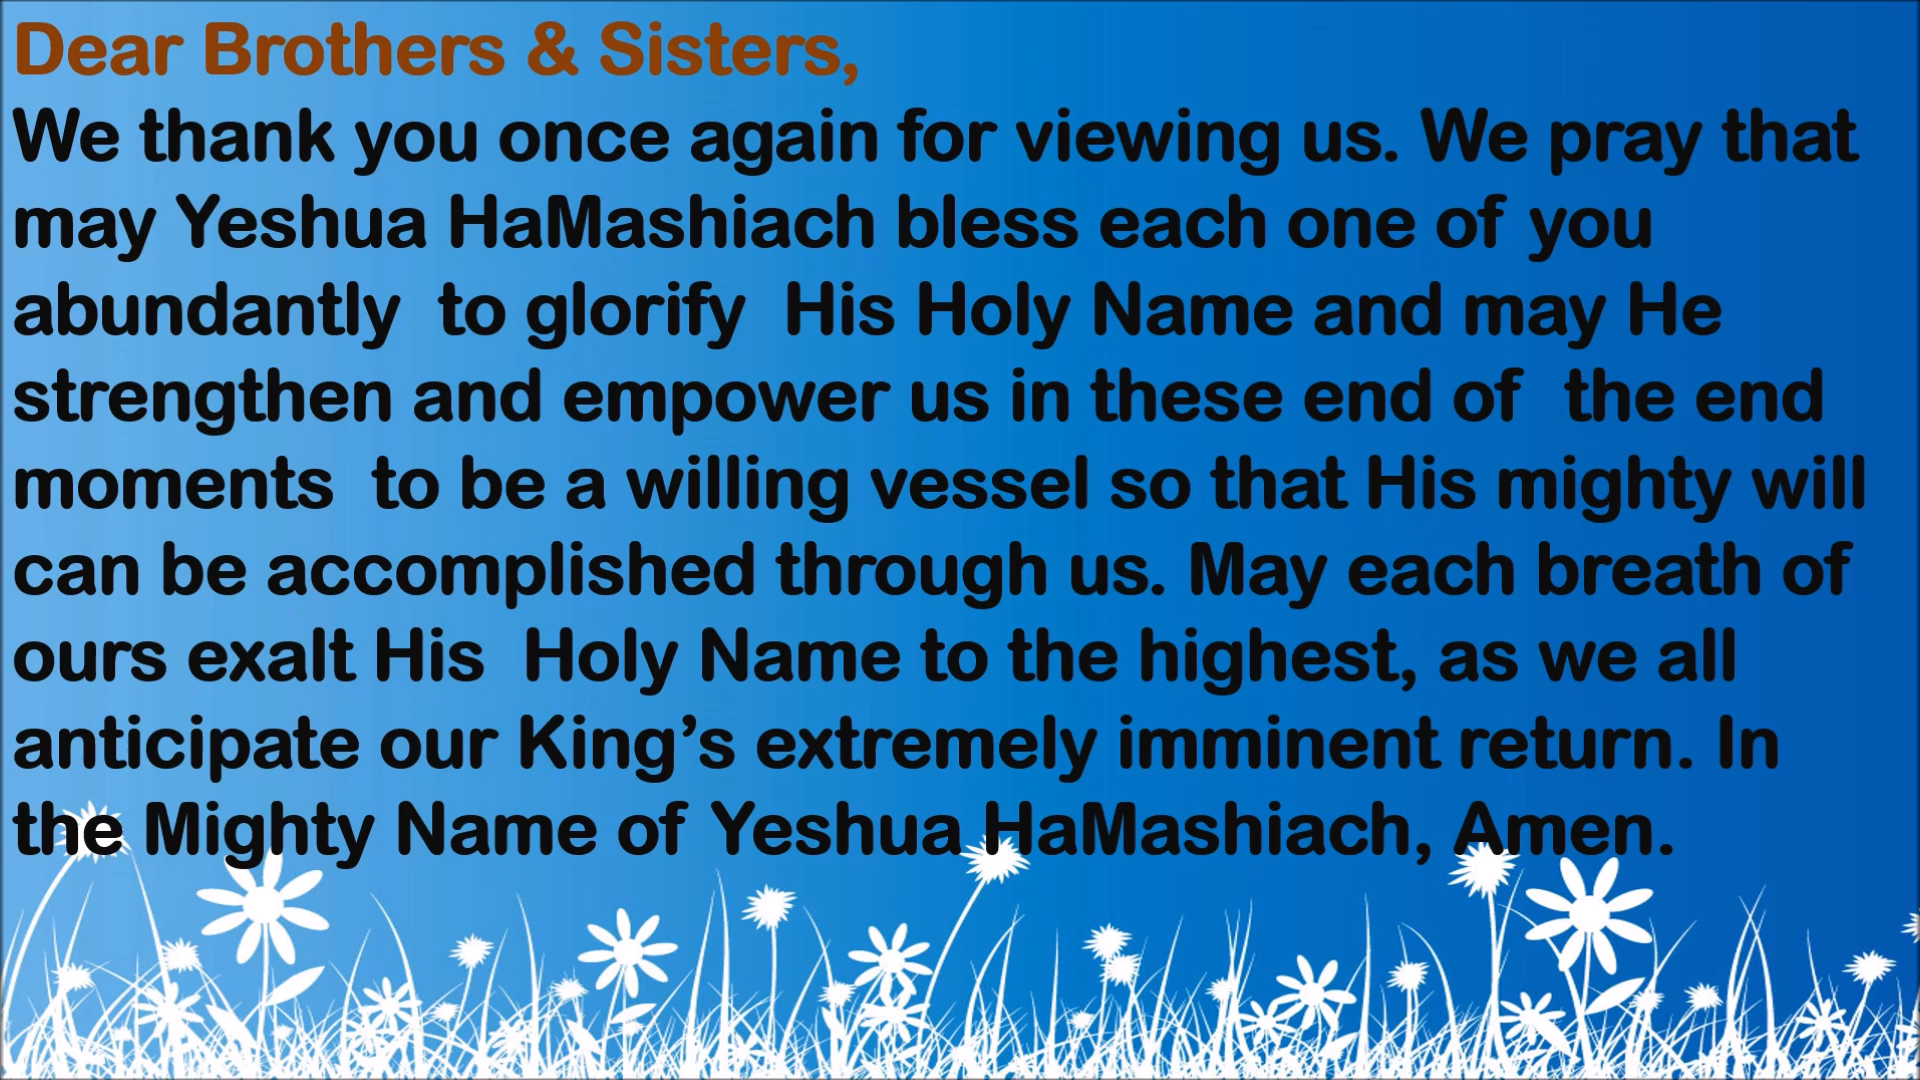 Dear Brothers & Sisters,
We thank you once again for viewing us. We pray that
may Yeshua HaMashiach bless each one of you
abundantly  to glorify  His Holy Name and may He
strengthen and empower us in these end of  the end
moments  to be a willing vessel so that His mighty will
can be accomplished through us. May each breath of
ours exalt His  Holy Name to the highest, as we all
anticipate our King’s extremely imminent return. In
the Mighty Name of Yeshua HaMashiach, Amen.